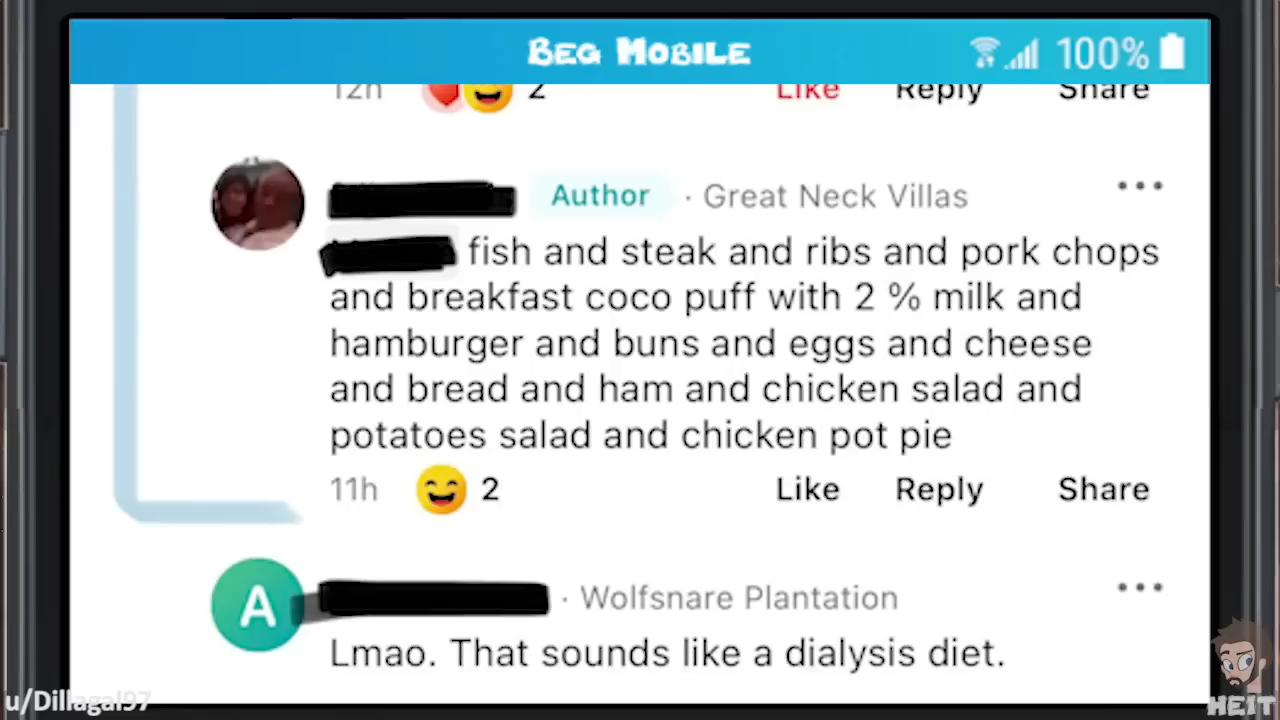 Beg Mobile
100%
12h 2 Like Reply Share
Author · Great Neck Villas
fish and steak and ribs and pork chops
and breakfast coco puff with 2 % milk and
hamburger and buns and eggs and cheese
and bread and ham and chicken salad and
potatoes salad and chicken pot pie
11h 2 Like Reply Share
A · Wolfsnare Plantation
Lmao. That sounds like a dialysis diet.
u/Dillagal97
HEIT